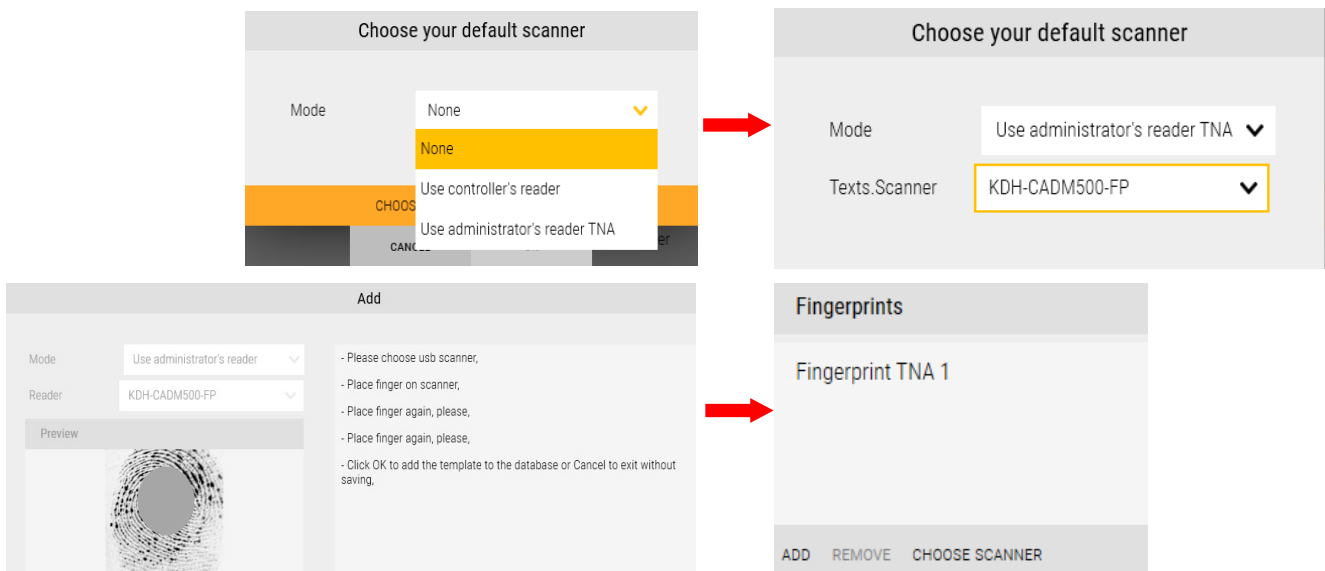 Choose your default scanner
Mode
None
None
Use controller's reader
Use administrator's reader TNA
CHOOS
Choose your default scanner
Mode
Use administrator's reader TNA
Texts.Scanner
KDH-CADM500-FP
Add
Mode
Use administrator's reader
Reader
KDH-CADM500-FP
Preview
- Please choose usb scanner,
- Place finger on scanner,
- Place finger again, please,
- Place finger again, please,
- Click OK to add the template to the database or Cancel to exit without
saving,
Fingerprints
Fingerprint TNA 1
ADD REMOVE CHOOSE SCANNER